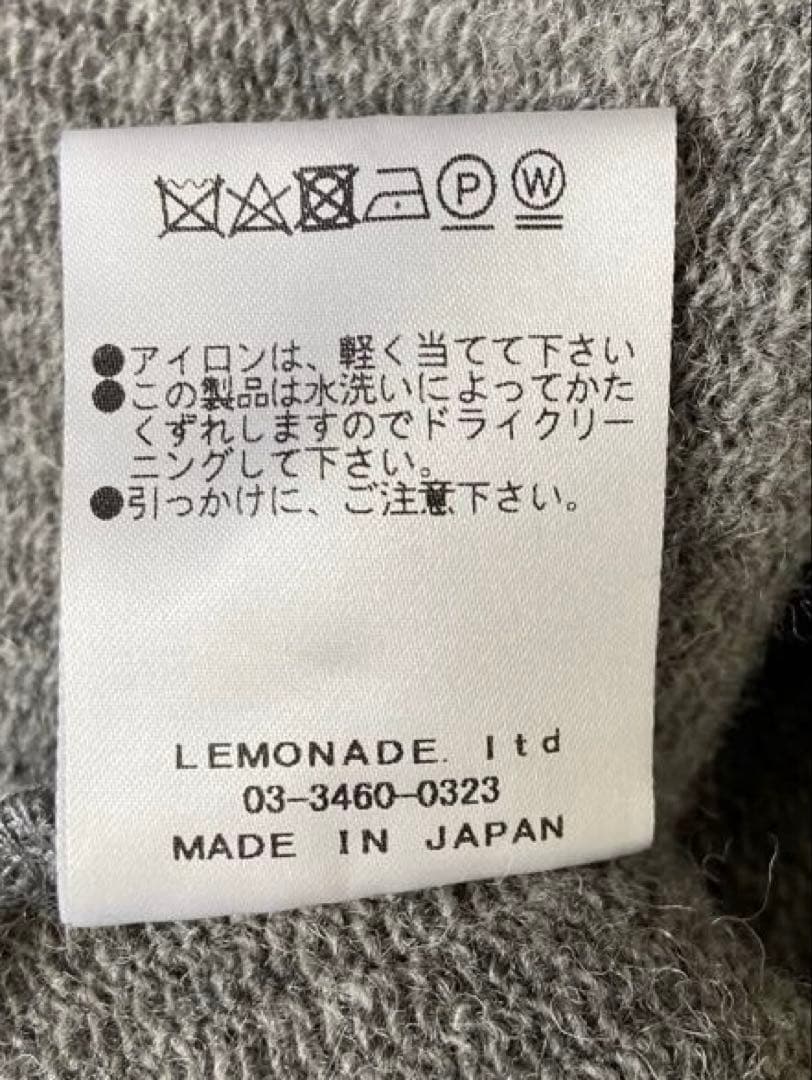 P W
●アイロンは、軽く当てて下さい
●この製品は水洗いによってかた
くずれしますのでドライクリー
ニングして下さい。
●引っかけに、ご注意下さい。
LEMONADE. ltd
03-3460-0323
MADE IN JAPAN